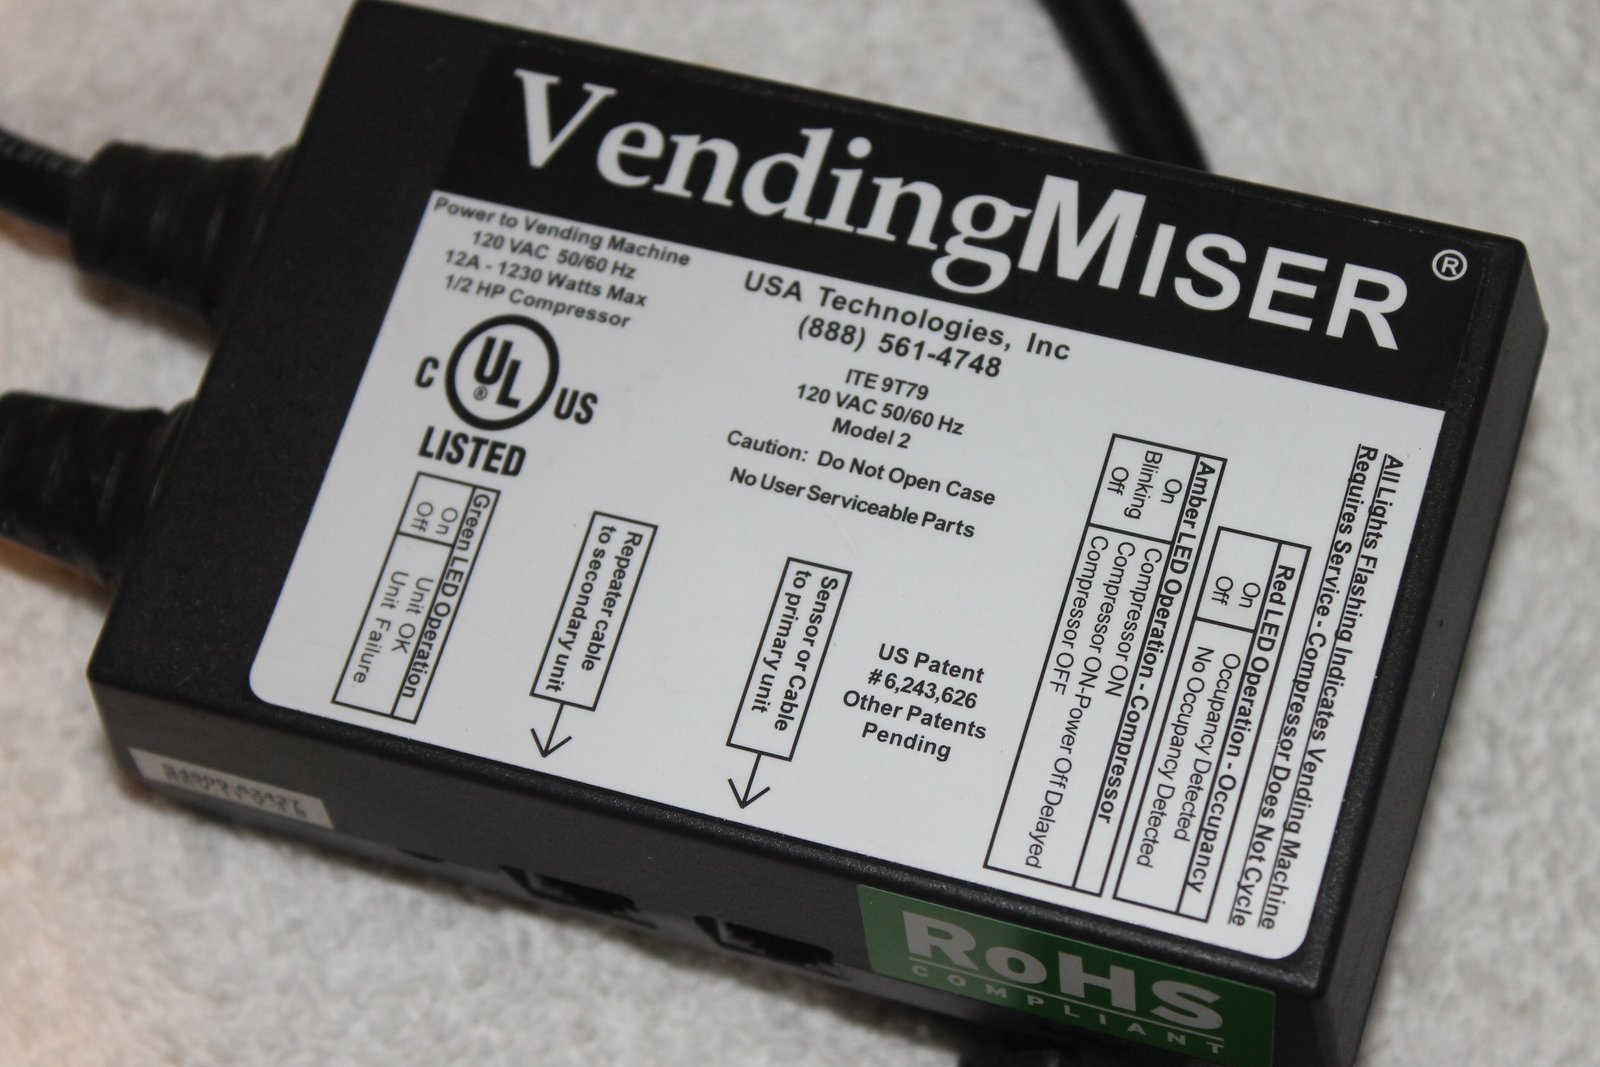 VendingMISER®
Power to Vending Machine
120 VAC 50/60 Hz
12A - 1230 Watts Max
1/2 HP Compressor
C UL® US
LISTED
USA Technologies, Inc
(888) 561-4748
ITE 9T79
120 VAC 50/60 Hz
Model 2
Caution: Do Not Open Case
No User Serviceable Parts
Green LED Operation
On Unit OK
Off Unit Failure
Repeater cable
to secondary unit
Sensor or Cable
to primary unit
US Patent
#6,243,626
Other Patents
Pending
Amber LED Operation - Compressor
On Compressor ON
Blinking Compressor ON-Power Off Delayed
Off Compressor OFF
Red LED Operation - Occupancy
On Occupancy Detected
Off No Occupancy Detected
All Lights Flashing Indicates Vending Machine
Requires Service - Compressor Does Not Cycle
RoHS
COMPLIANT